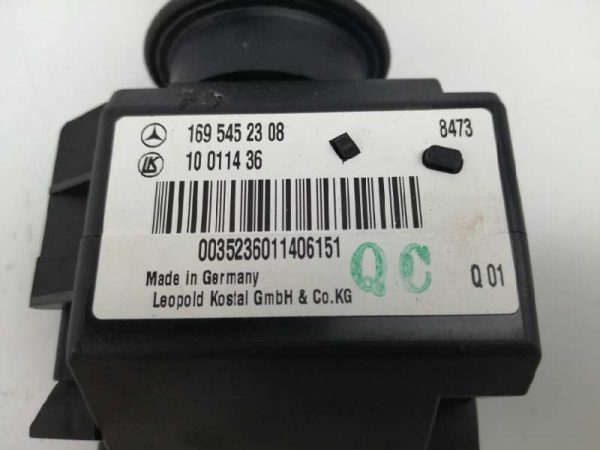 169 545 23 08
8473
LK
10 0114 36
0035236011406151
QC
Made in Germany
Q 01
Leopold Kostal GmbH & Co.KG